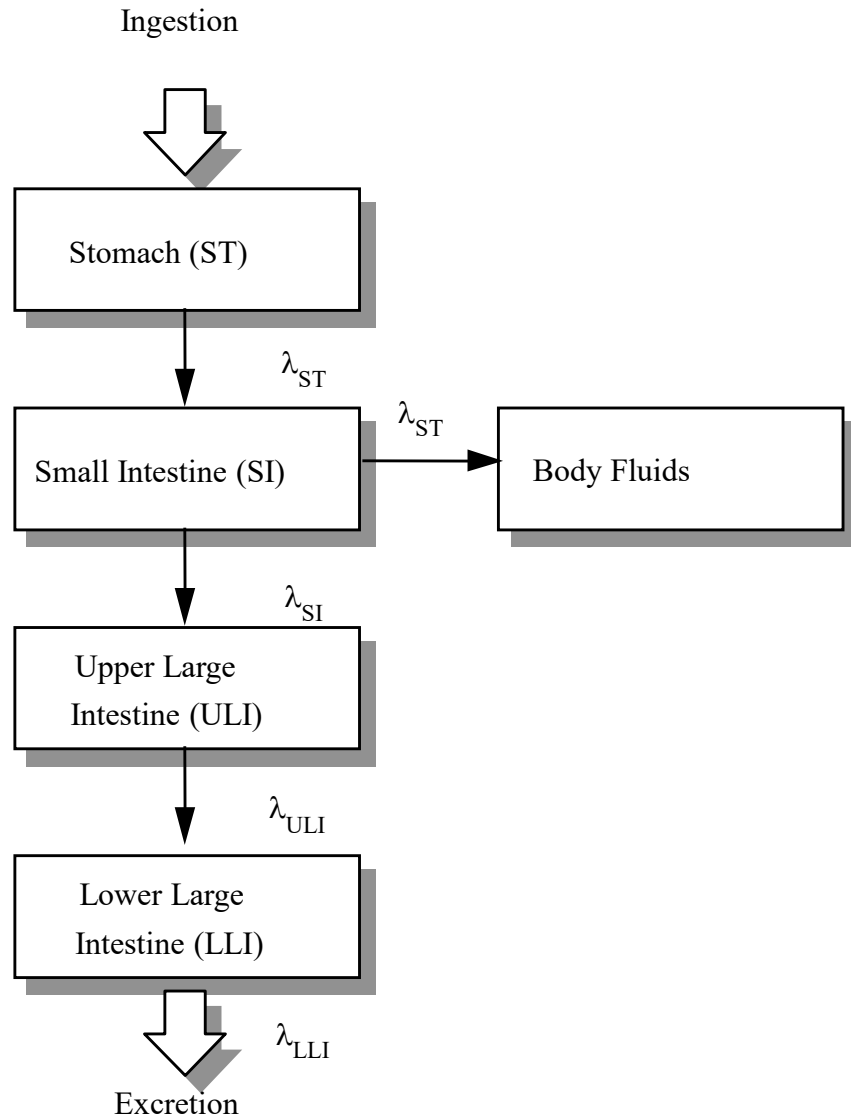 Ingestion
Stomach (ST)
λST
λST
Small Intestine (SI)
Body Fluids
λSI
Upper Large
Intestine (ULI)
λULI
Lower Large
Intestine (LLI)
λLLI
Excretion